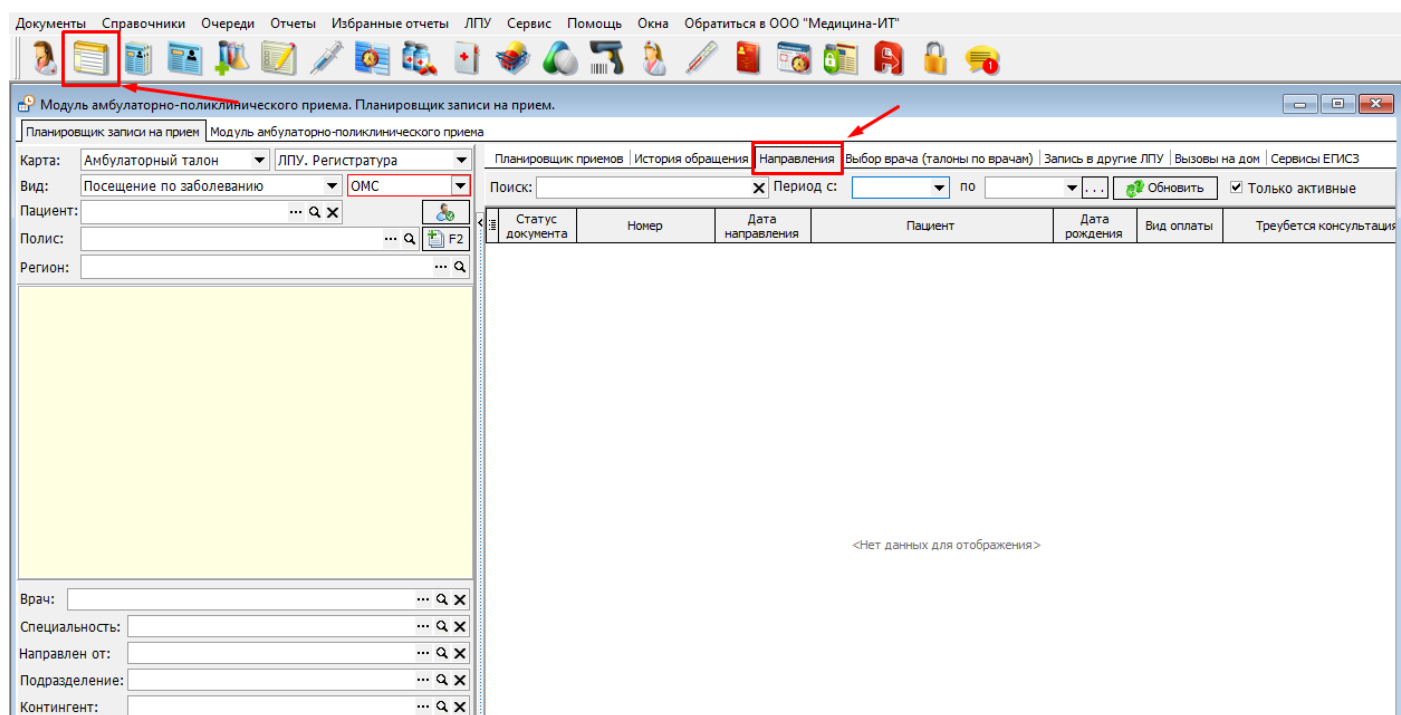 Документы Справочники Очереди Отчеты Избранные отчеты ЛПУ Сервис Помощь Окна Обратиться в ООО "Медицина-ИТ"
1
Модуль амбулаторно-поликлинического приема. Планировщик записи на прием.
Планировщик записи на прием Модуль амбулаторно-поликлинического приема
Карта: Амбулаторный талон ЛПУ. Регистратура
Вид: Посещение по заболеванию ОМС
Пациент:
Полис: F2
Регион:
Планировщик приемов История обращения Направления Выбор врача (талоны по врачам) Запись в другие ЛПУ Вызовы на дом Сервисы ЕГИСЗ
Поиск: Период с: по ... Обновить Только активные
Статус документа Номер Дата направления Пациент Дата рождения Вид оплаты Треубется консультация
<Нет данных для отображения>
Врач:
Специальность:
Направлен от:
Подразделение:
Контингент: